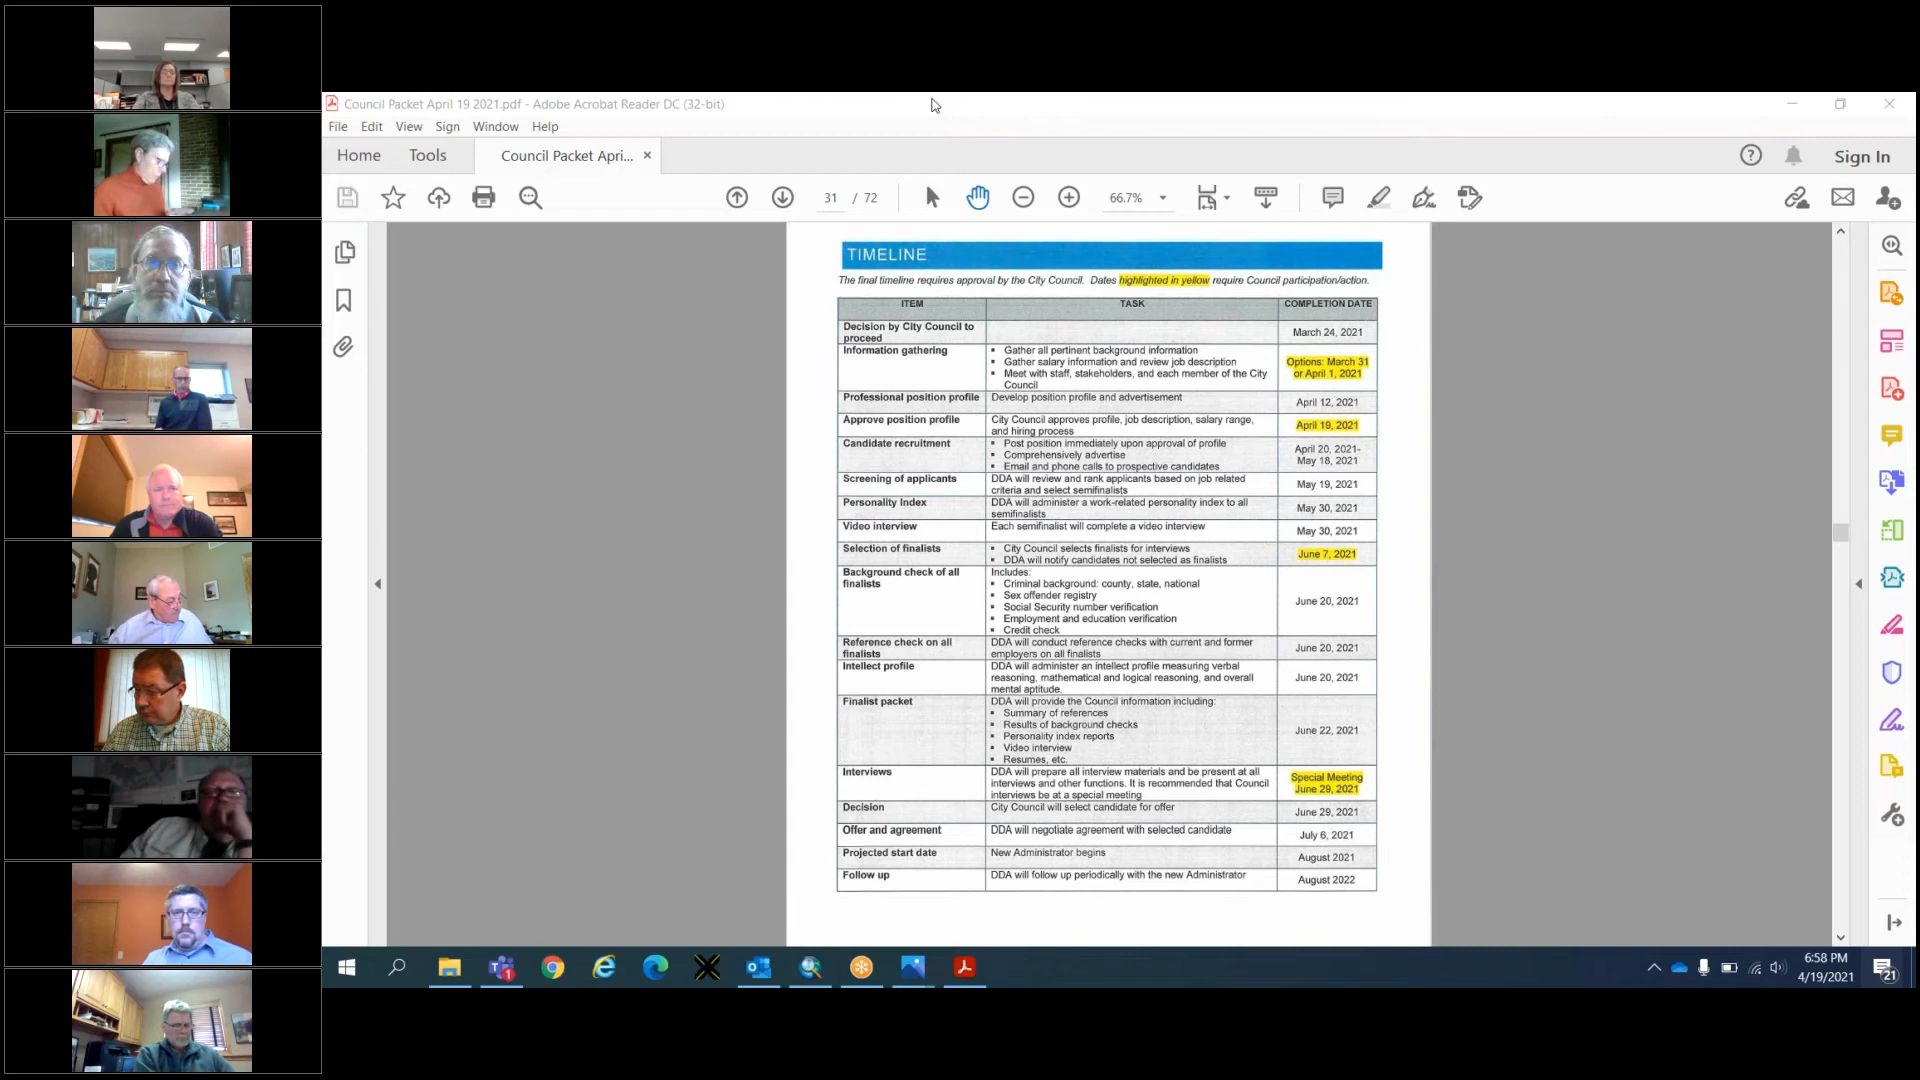 Council Packet April 19 2021.pdf - Adobe Acrobat Reader DC (32-bit)
File Edit View Sign Window Help
Home Tools Council Packet Apri... × Sign In
31 / 72 66.7%
TIMELINE
The final timeline requires approval by the City Council. Dates highlighted in yellow require Council participation/action.
ITEM TASK COMPLETION DATE
Decision by City Council to
proceed
March 24, 2021
Information gathering
▪ Gather all pertinent background information
▪ Gather salary information and review job description
▪ Meet with staff, stakeholders, and each member of the City
Council
Options: March 31
or April 1, 2021
Professional position profile
Develop position profile and advertisement
April 12, 2021
Approve position profile
City Council approves profile, job description, salary range,
and hiring process
April 19, 2021
Candidate recruitment
▪ Post position immediately upon approval of profile
▪ Comprehensively advertise
▪ Email and phone calls to prospective candidates
April 20, 2021-
May 18, 2021
Screening of applicants
DDA will review and rank applicants based on job related
criteria and select semifinalists
May 19, 2021
Personality Index
DDA will administer a work-related personality index to all
semifinalists
May 30, 2021
Video interview
Each semifinalist will complete a video interview
May 30, 2021
Selection of finalists
▪ City Council selects finalists for interviews
▪ DDA will notify candidates not selected as finalists
June 7, 2021
Background check of all
finalists
Includes:
▪ Criminal background: county, state, national
▪ Sex offender registry
▪ Social Security number verification
▪ Employment and education verification
▪ Credit check
June 20, 2021
Reference check on all
finalists
DDA will conduct reference checks with current and former
employers on all finalists
June 20, 2021
Intellect profile
DDA will administer an intellect profile measuring verbal
reasoning, mathematical and logical reasoning, and overall
mental aptitude.
June 20, 2021
Finalist packet
DDA will provide the Council information including:
▪ Summary of references
▪ Results of background checks
▪ Personality index reports
▪ Video interview
▪ Resumes, etc.
June 22, 2021
Interviews
DDA will prepare all interview materials and be present at all
interviews and other functions. It is recommended that Council
interviews be at a special meeting
Special Meeting
June 29, 2021
Decision
City Council will select candidate for offer
June 29, 2021
Offer and agreement
DDA will negotiate agreement with selected candidate
July 6, 2021
Projected start date
New Administrator begins
August 2021
Follow up
DDA will follow up periodically with the new Administrator
August 2022
6:58 PM
4/19/2021
21